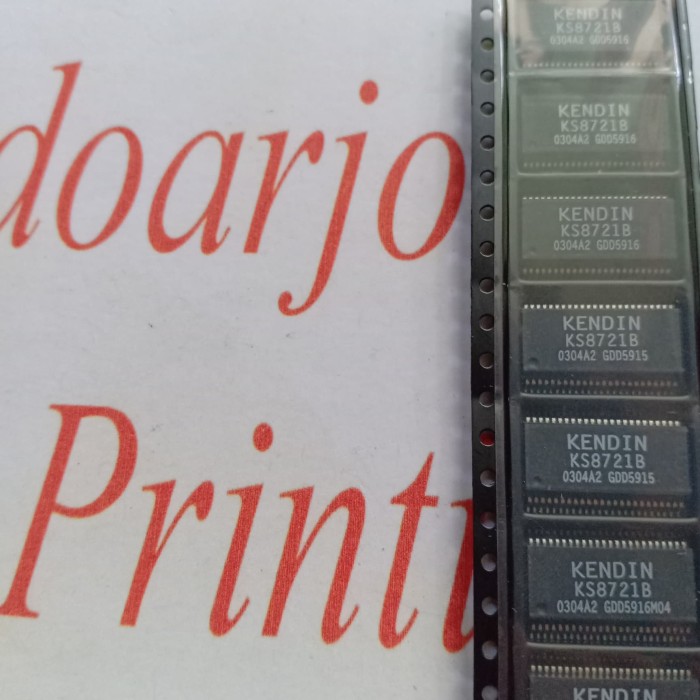 doarjo
Print
KENDIN
KS8721B
0304A2 GDD5916
KENDIN
KS8721B
0304A2 GDD5916
KENDIN
KS8721B
0304A2 GDD5916
KENDIN
KS8721B
0304A2 GDD5915
KENDIN
KS8721B
0304A2 GDD5915
KENDIN
KS8721B
0304A2 GDD5916M04
KENDIN